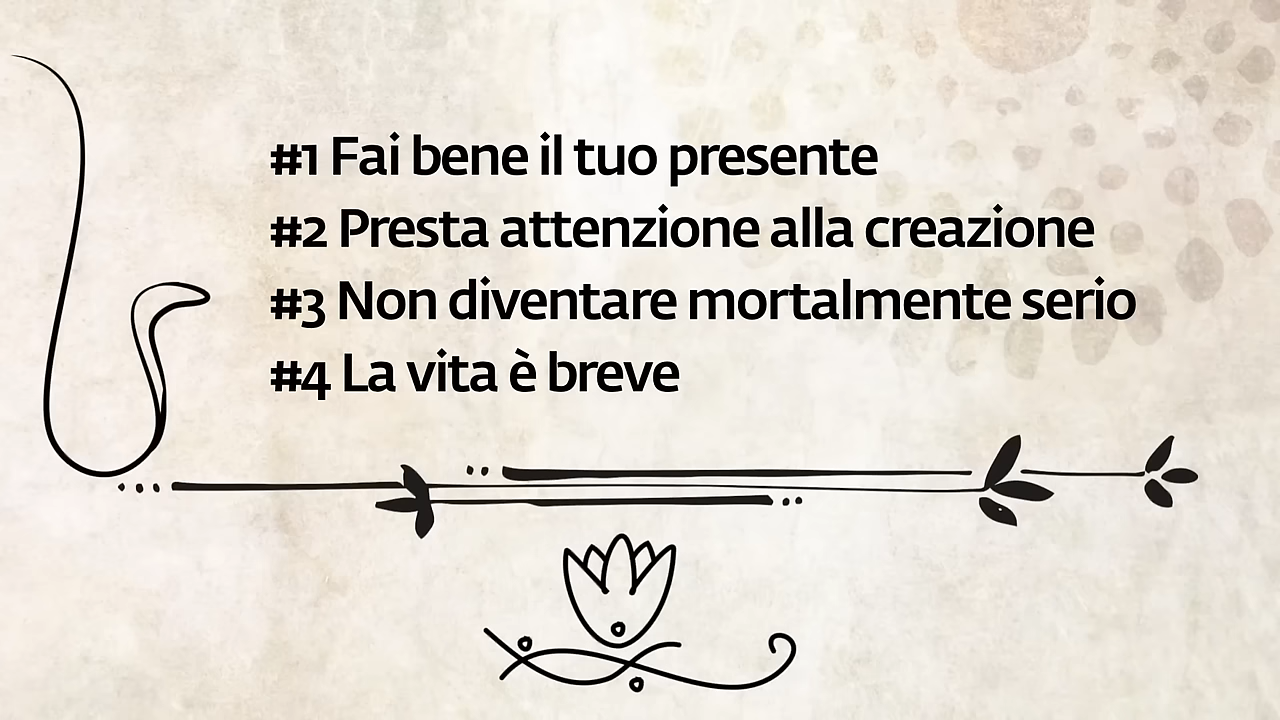 #1 Fai bene il tuo presente
#2 Presta attenzione alla creazione
#3 Non diventare mortalmente serio
#4 La vita è breve